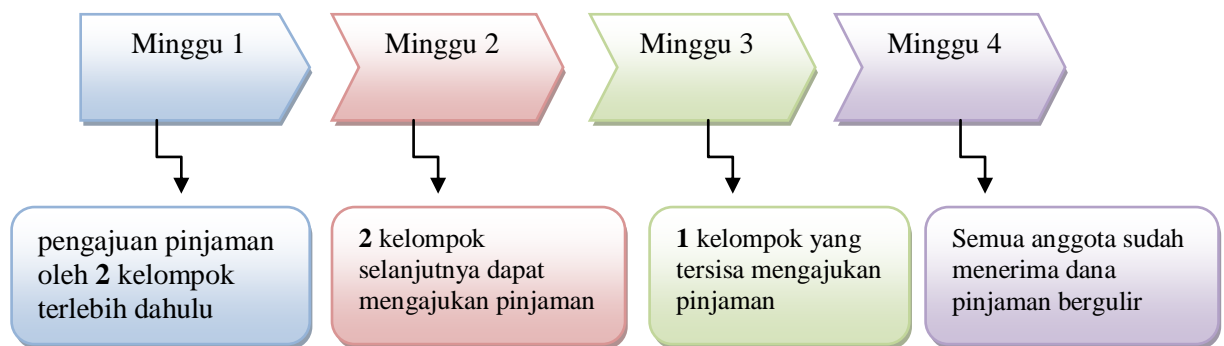 Minggu 1
Minggu 2
Minggu 3
Minggu 4
pengajuan pinjaman
oleh 2 kelompok
terlebih dahulu
2 kelompok
selanjutnya dapat
mengajukan pinjaman
1 kelompok yang
tersisa mengajukan
pinjaman
Semua anggota sudah
menerima dana
pinjaman bergulir